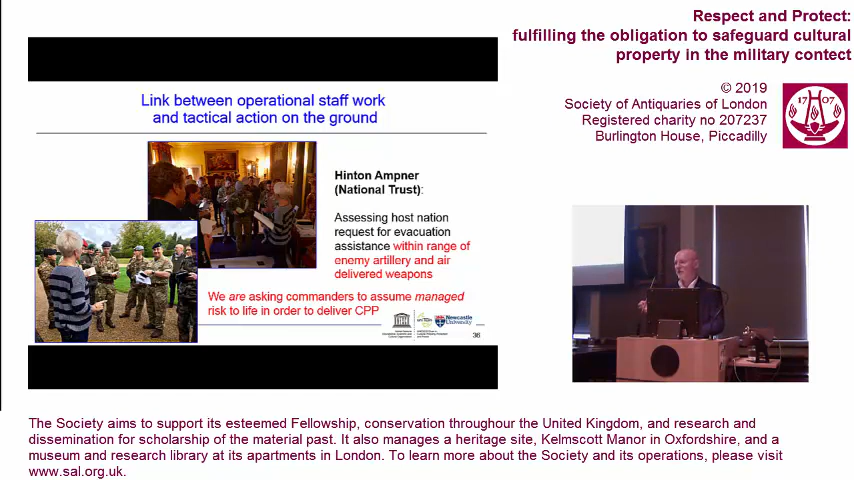 Respect and Protect:
fulfilling the obligation to safeguard cultural
property in the military contect
© 2019
Society of Antiquaries of London
Registered charity no 207237
Burlington House, Piccadilly
17 07
Link between operational staff work
and tactical action on the ground
Hinton Ampner
(National Trust):
Assessing host nation
request for evacuation
assistance within range of
enemy artillery and air
delivered weapons
We are asking commanders to assume managed
risk to life in order to deliver CPP
Newcastle
University
36
The Society aims to support its esteemed Fellowship, conservation throughour the United Kingdom, and research and
dissemination for scholarship of the material past. It also manages a heritage site, Kelmscott Manor in Oxfordshire, and a
museum and research library at its apartments in London. To learn more about the Society and its operations, please visit
www.sal.org.uk.